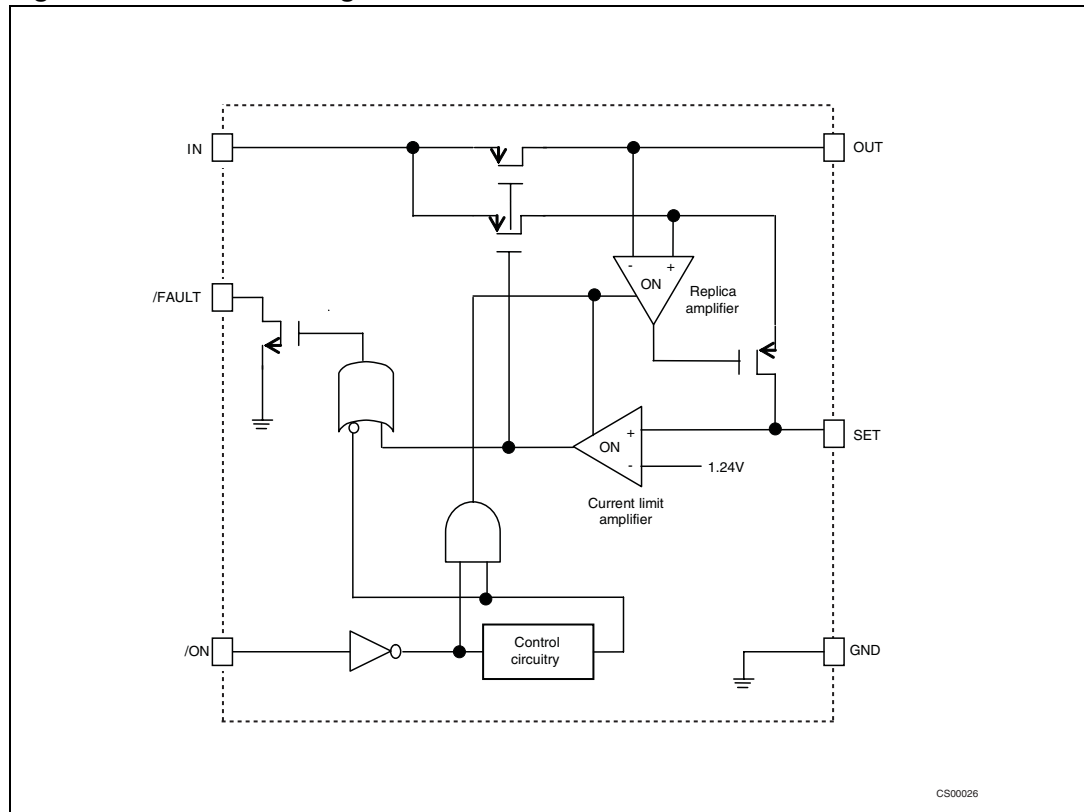 IN
OUT
-
+
ON
Replica
amplifier
/FAULT
+
ON
-
SET
1.24V
Current limit
amplifier
/ON
Control
circuitry
GND
CS00026